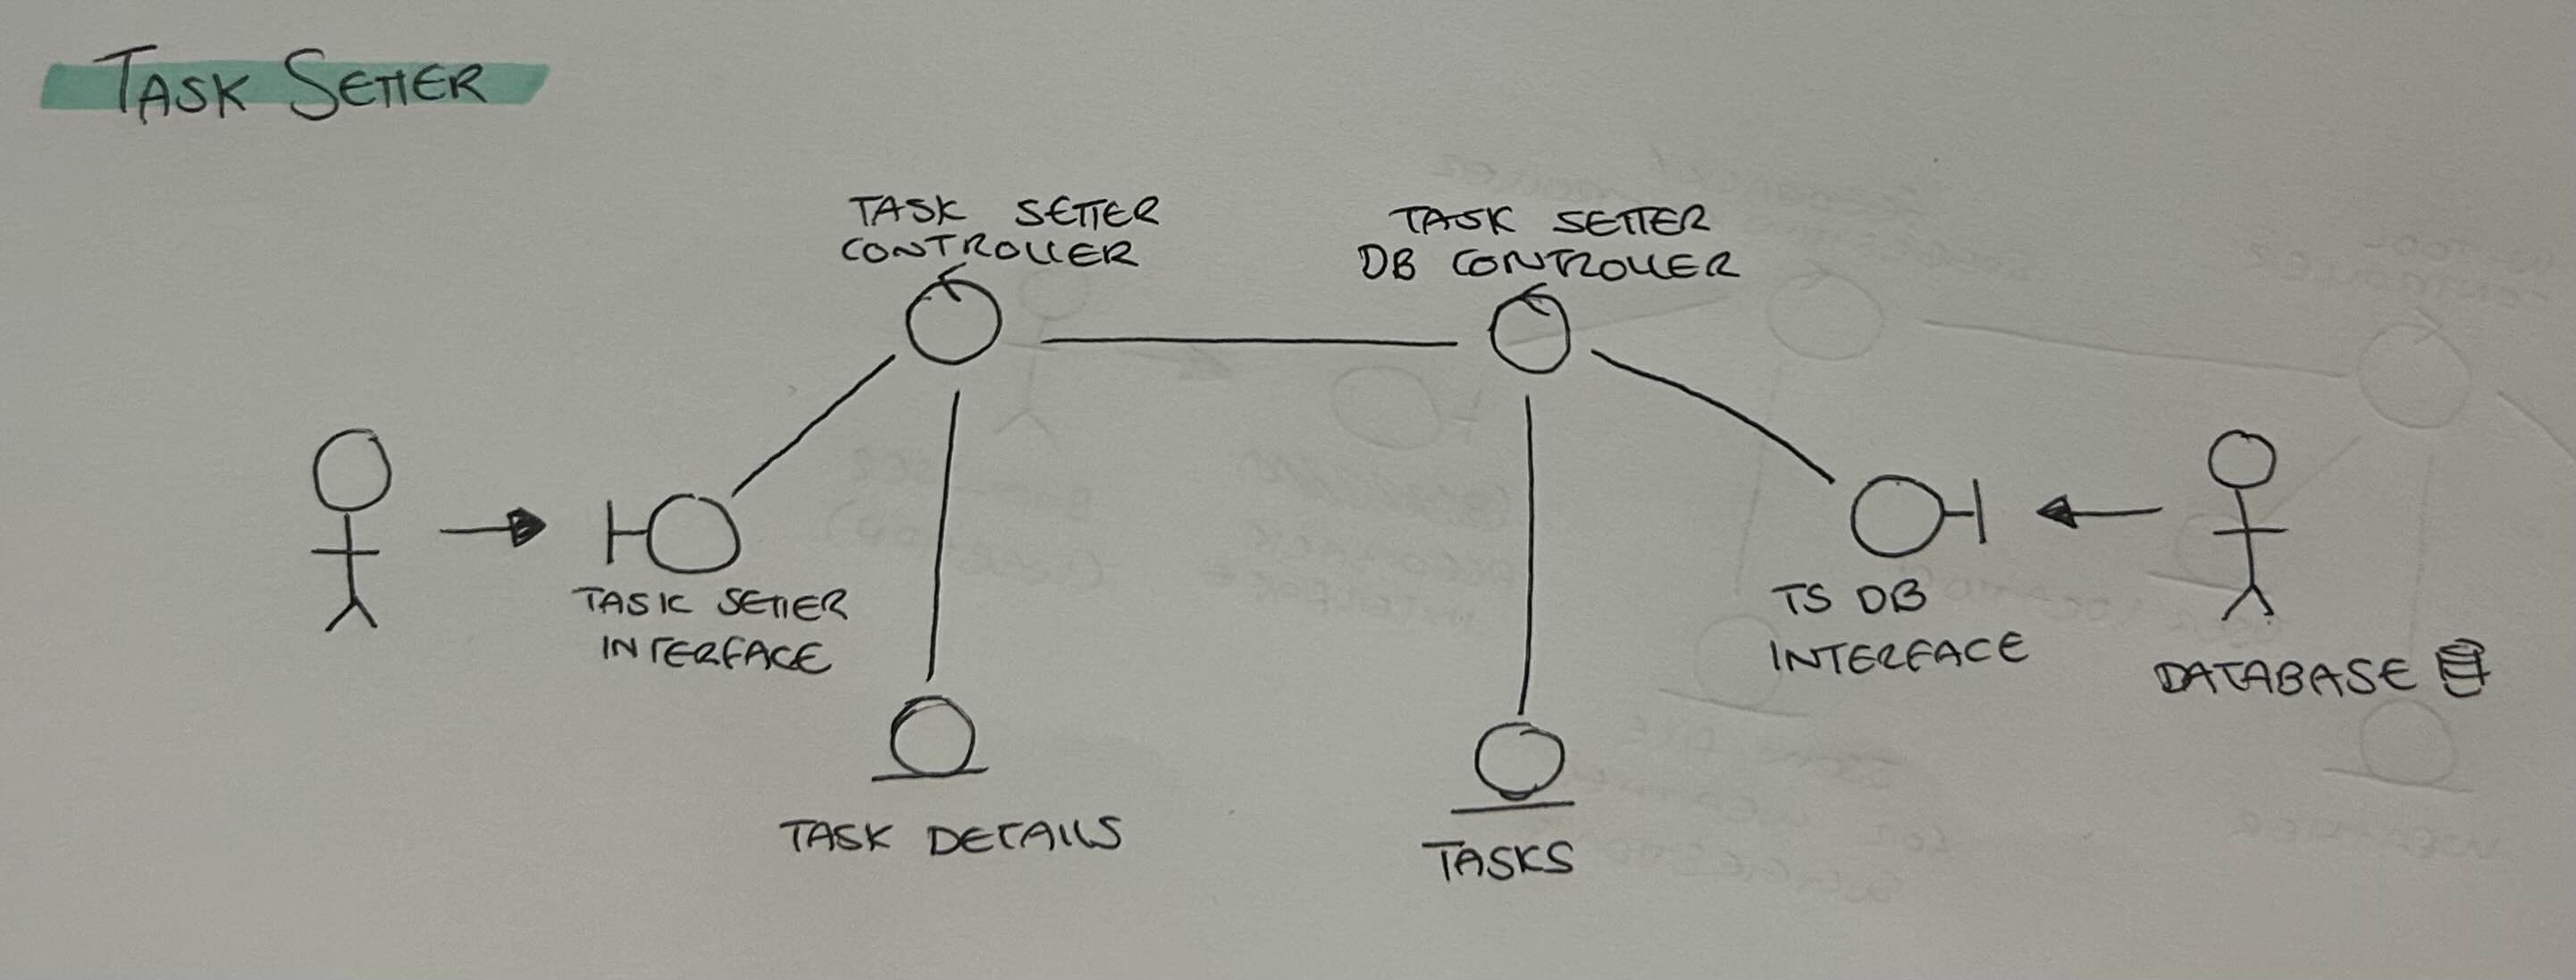 TASK SETTER
TASK SETTER
CONTROLLER
TASK SETTER
DB CONTROLLER
TASK SETTER
INTERFACE
TS DB
INTERFACE
DATABASE
TASK DETAILS
TASKS